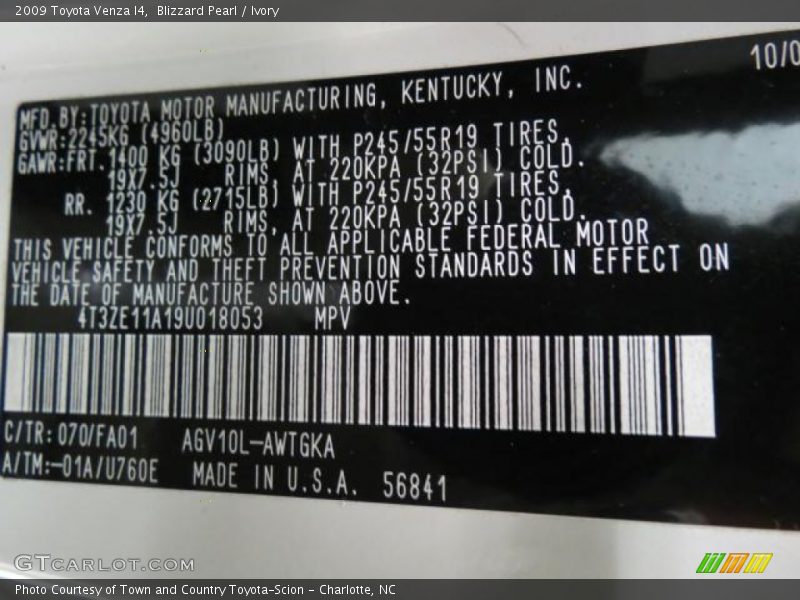 2009 Toyota Venza I4,  Blizzard Pearl / Ivory
10/0
MFD.BY:TOYOTA MOTOR MANUFACTURING, KENTUCKY, INC.
GVWR:2245KG (4960LB)
GAWR:FRT.1400 KG (3090LB) WITH P245/55R19 TIRES,
19X7.5J RIMS, AT 220KPA (32PSI) COLD.
RR. 1230 KG (2715LB) WITH P245/55R19 TIRES,
19X7.5J RIMS, AT 220KPA (32PSI) COLD.
THIS VEHICLE CONFORMS TO ALL APPLICABLE FEDERAL MOTOR
VEHICLE SAFETY AND THEFT PREVENTION STANDARDS IN EFFECT ON
THE DATE OF MANUFACTURE SHOWN ABOVE.
4T3ZE11A19U018053 MPV
C/TR:070/FA01 AGV10L-AWTGKA
A/TM:-01A/U760E MADE IN U.S.A. 56841
GTCARLOT.COM
Photo Courtesy of Town and Country Toyota-Scion - Charlotte, NC